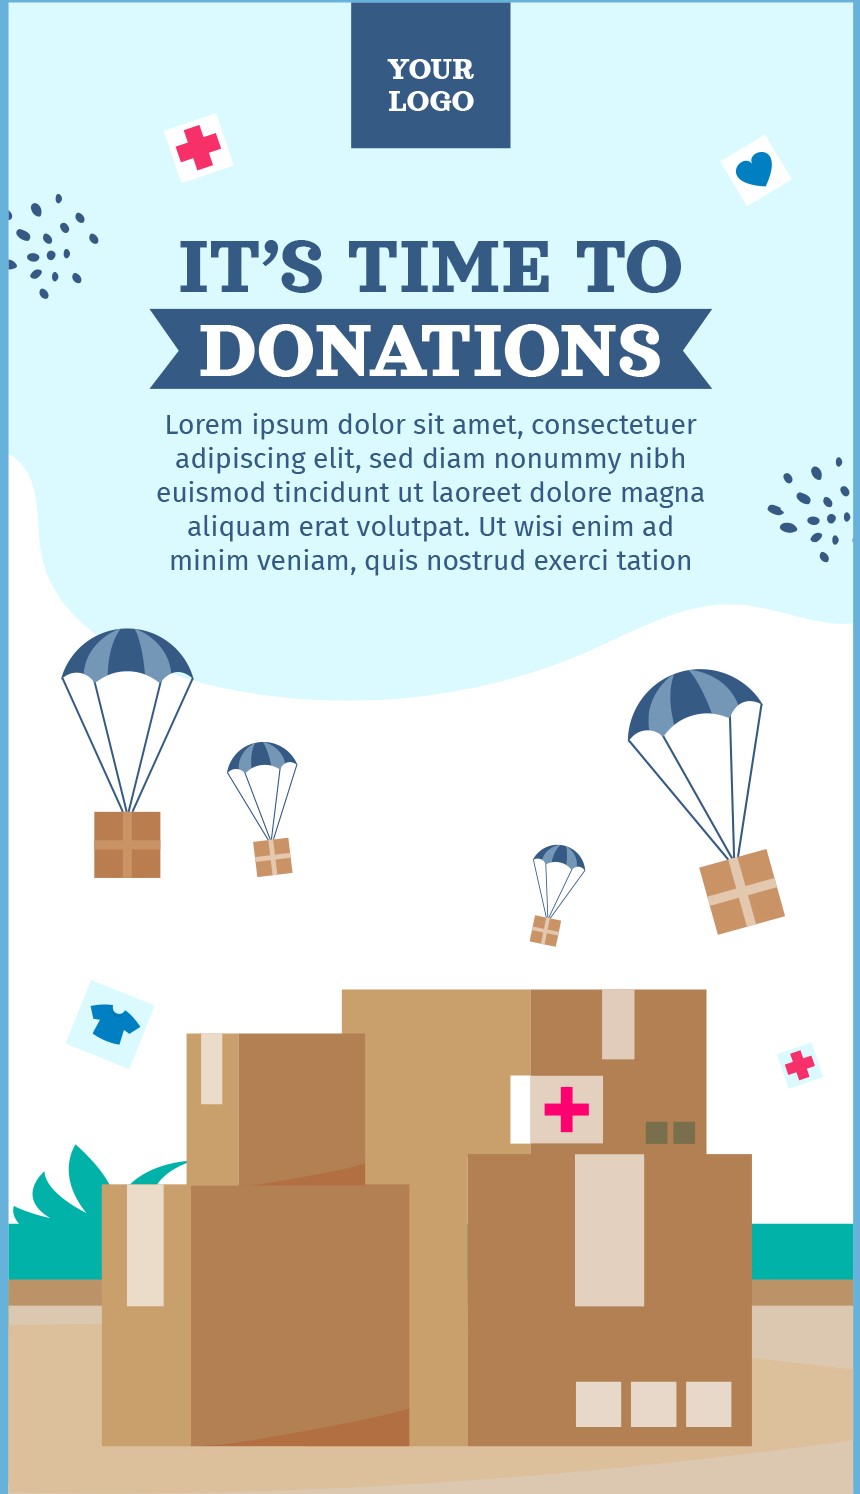 YOUR
LOGO
IT'S TIME TO
DONATIONS
Lorem ipsum dolor sit amet, consectetuer
adipiscing elit, sed diam nonummy nibh
euismod tincidunt ut laoreet dolore magna
aliquam erat volutpat. Ut wisi enim ad
minim veniam, quis nostrud exerci tation